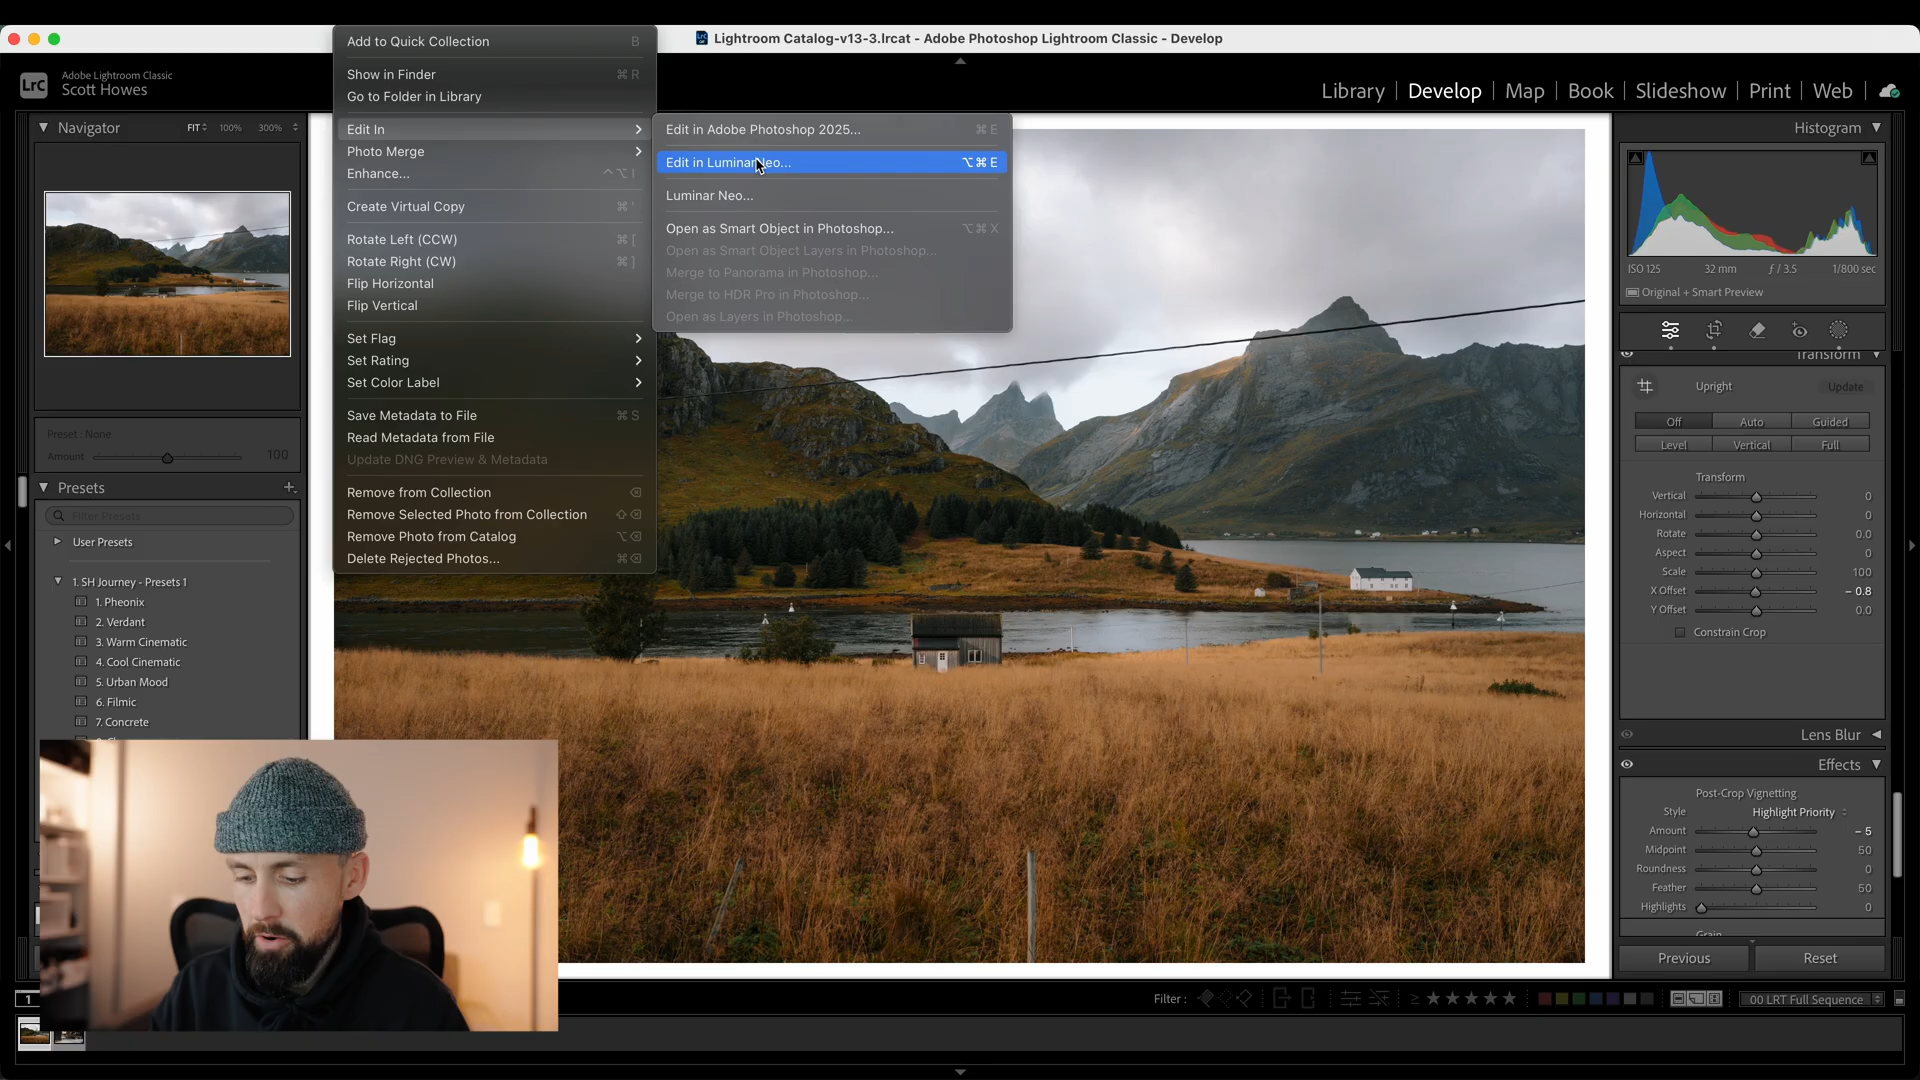 Lightroom Catalog-v13-3.lrcat - Adobe Photoshop Lightroom Classic - Develop
LrC
Adobe Lightroom Classic
Scott Howes
Library
Develop
Map
Book
Slideshow
Print
Web
Navigator
FIT
100%
300%
Preset : None
Amount
100
Presets
Filter Presets
User Presets
1. SH Journey - Presets 1
1. Pheonix
2. Verdant
3. Warm Cinematic
4. Cool Cinematic
5. Urban Mood
6. Filmic
7. Concrete
Add to Quick Collection B
Show in Finder ⌘ R
Go to Folder in Library
Edit In
Photo Merge
Enhance... ⌃⌥ I
Create Virtual Copy ⌘ '
Rotate Left (CCW) ⌘ [
Rotate Right (CW) ⌘ ]
Flip Horizontal
Flip Vertical
Set Flag
Set Rating
Set Color Label
Save Metadata to File ⌘ S
Read Metadata from File
Update DNG Preview & Metadata
Remove from Collection ⌫
Remove Selected Photo from Collection ⇧⌫
Remove Photo from Catalog ⌥⌫
Delete Rejected Photos... ⌘⌫
Edit in Adobe Photoshop 2025... ⌘ E
Edit in Luminar Neo... ⌥⌘ E
Luminar Neo...
Open as Smart Object in Photoshop... ⌥⌘ X
Open as Smart Object Layers in Photoshop...
Merge to Panorama in Photoshop...
Merge to HDR Pro in Photoshop...
Open as Layers in Photoshop...
Histogram
ISO 125 32 mm ƒ / 3.5 1/800 sec
Original + Smart Preview
Transform
Upright Update
Off Auto Guided
Level Vertical Full
Transform
Vertical 0
Horizontal 0
Rotate 0.0
Aspect 0
Scale 100
X Offset – 0.8
Y Offset 0.0
Constrain Crop
Lens Blur
Effects
Post-Crop Vignetting
Style Highlight Priority
Amount – 5
Midpoint 50
Roundness 0
Feather 50
Highlights 0
Grain
Previous Reset
1
Filter :
≥ ★★★★★
00 LRT Full Sequence